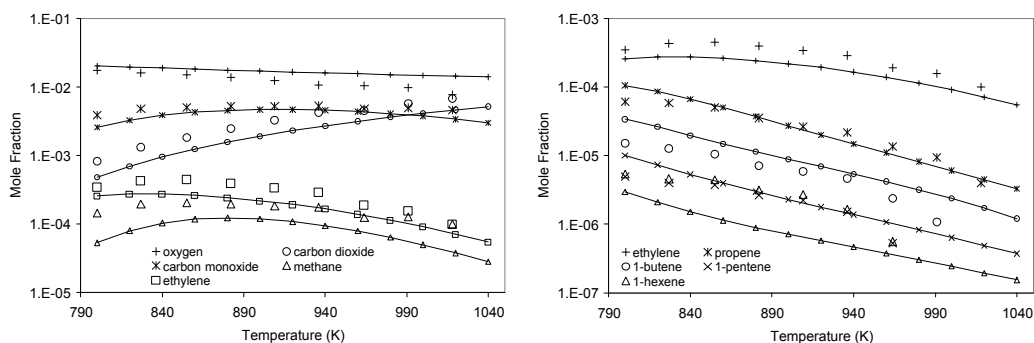 1.E-01
1.E-02
1.E-03
1.E-04
1.E-05
Mole Fraction
790
840
890
940
990
1040
Temperature (K)
oxygen
carbon dioxide
carbon monoxide
methane
ethylene
1.E-03
1.E-04
1.E-05
1.E-06
1.E-07
Mole Fraction
790
840
890
940
990
1040
Temperature (K)
ethylene
propene
1-butene
1-pentene
1-hexene